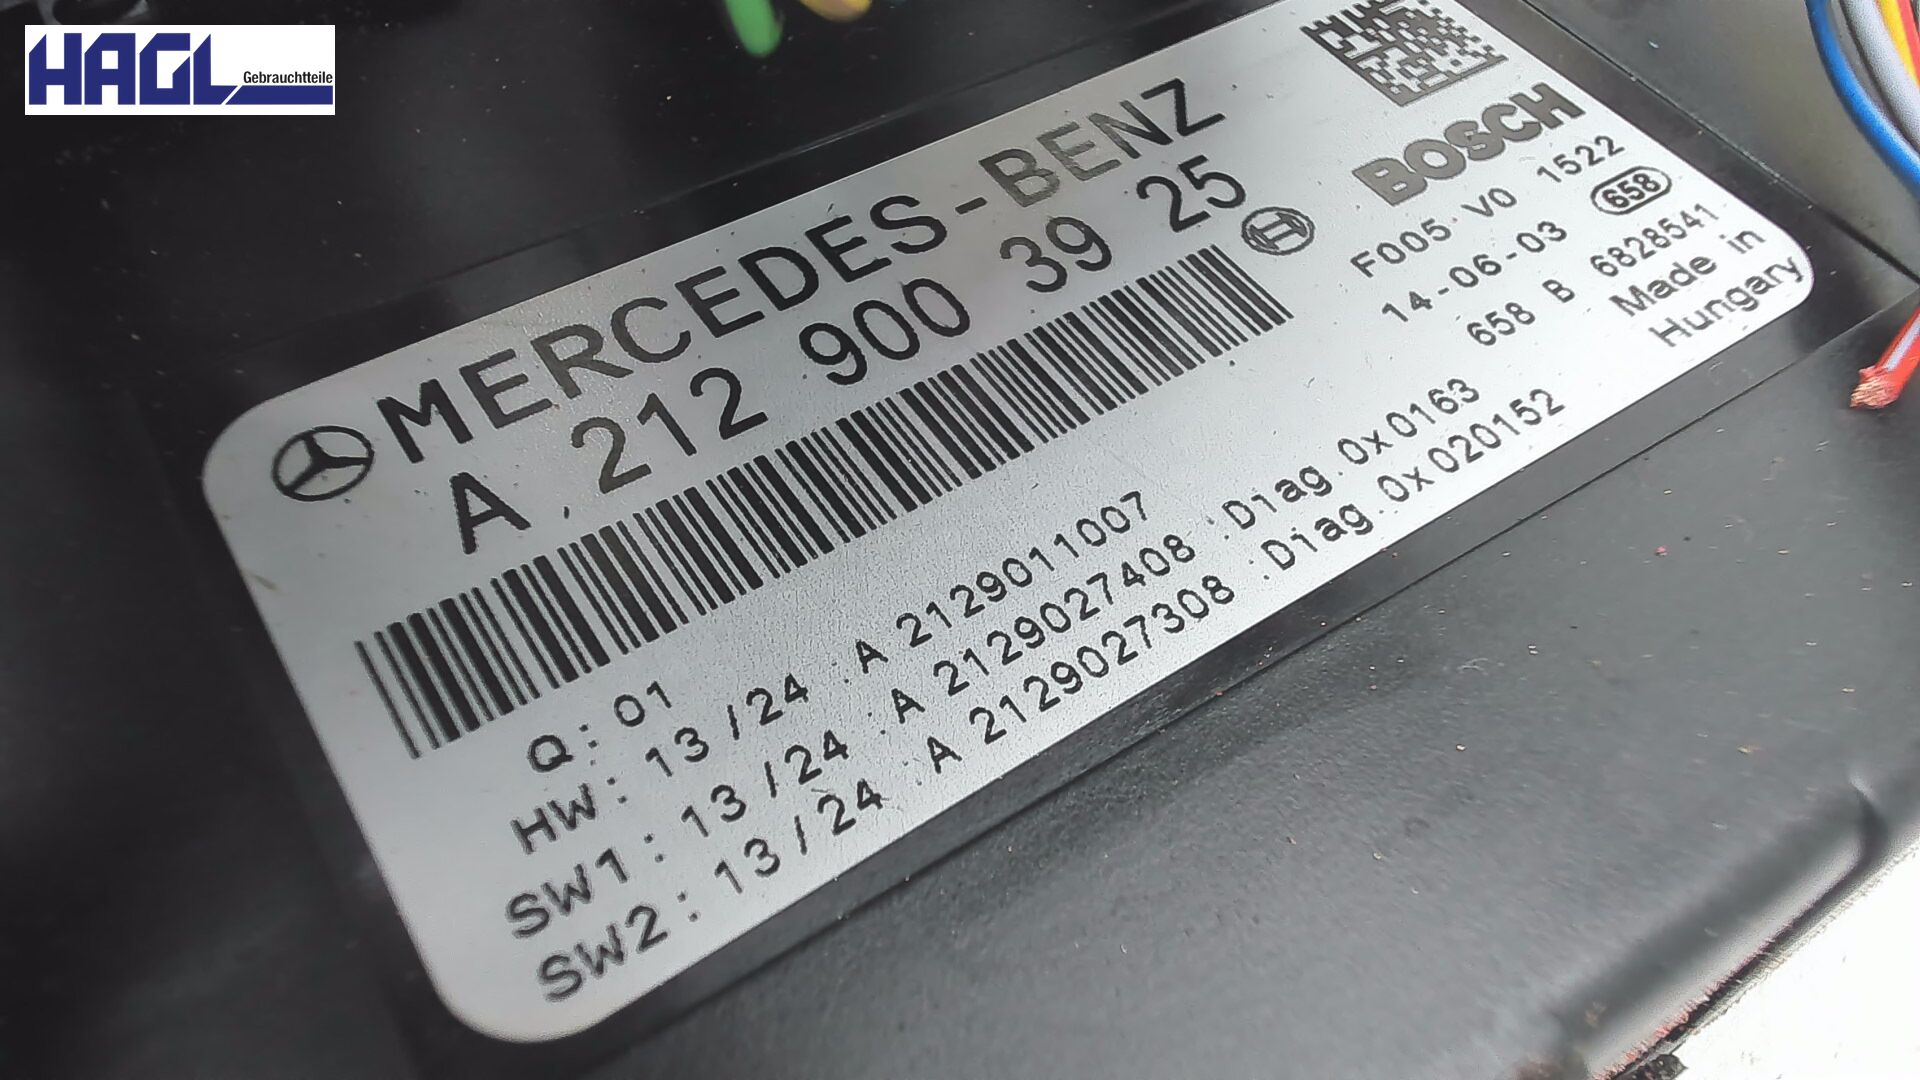 HAGL
Gebrauchtteile
MERCEDES-BENZ
A 212 900 39 25
BOSCH
F005 V0 1522
14-06-03 658
658 B 6828541
Made in
Hungary
Q: 01
HW: 13/24 A 2129011007
SW1: 13/24 A 2129027408 Diag.0x0163
SW2: 13/24 A 2129027308 Diag.0x020152